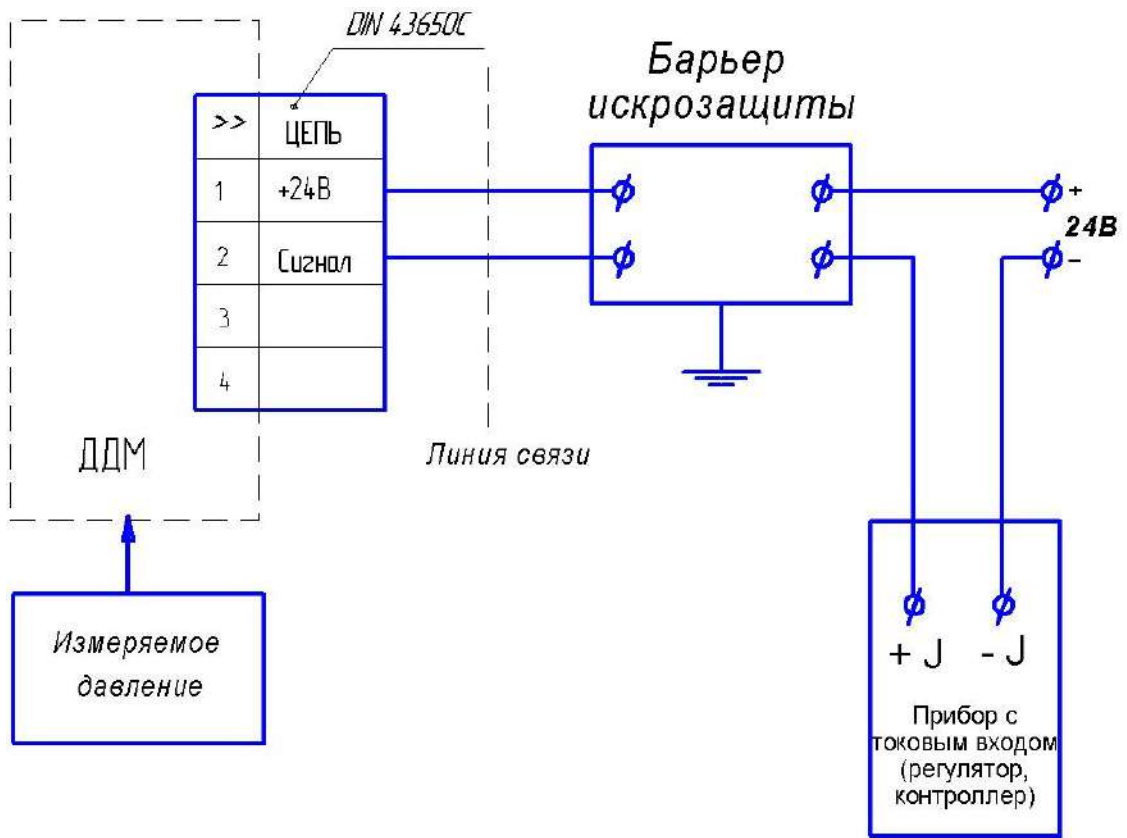 DIN 43650C
Барьер
искрозащиты
>> ЦЕПЬ
1 +24В
2 Сигнал
3
4
+
24В
-
ДДМ
Линия связи
Измеряемое
давление
+ J - J
Прибор с
токовым входом
(регулятор,
контроллер)